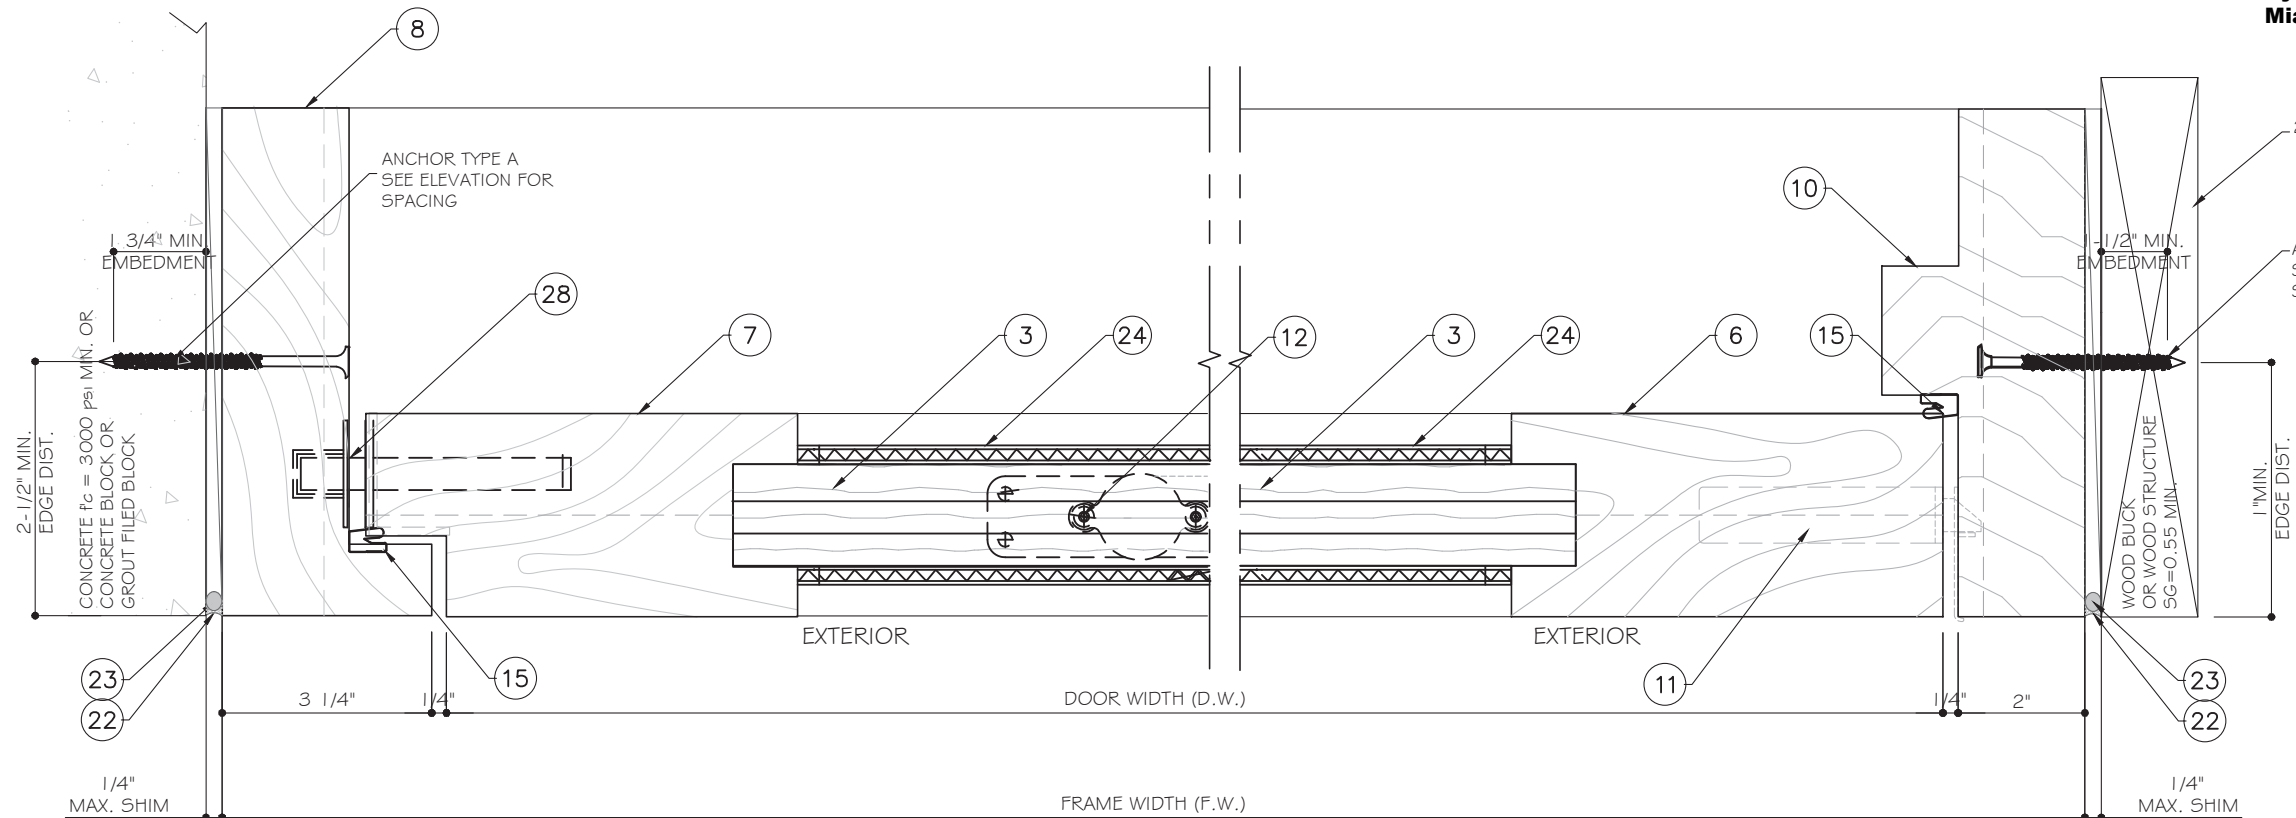 Mia
8
ANCHOR TYPE A
SEE ELEVATION FOR
SPACING
10
1 3/4" MIN.
EMBEDMENT
1-1/2" MIN.
EMBEDMENT
28
7
3
24
12
3
24
6
15
2-1/2" MIN.
EDGE DIST.
CONCRETE f'c = 3000 psi MIN. OR
CONCRETE BLOCK OR
GROUT FILED BLOCK
WOOD BUCK
OR WOOD STRUCTURE
SG=0.55 MIN.
1"MIN.
EDGE DIST.
EXTERIOR
EXTERIOR
23
22
15
11
23
22
3 1/4"
1/4"
DOOR WIDTH (D.W.)
1/4"
2"
1/4"
MAX. SHIM
FRAME WIDTH (F.W.)
1/4"
MAX. SHIM